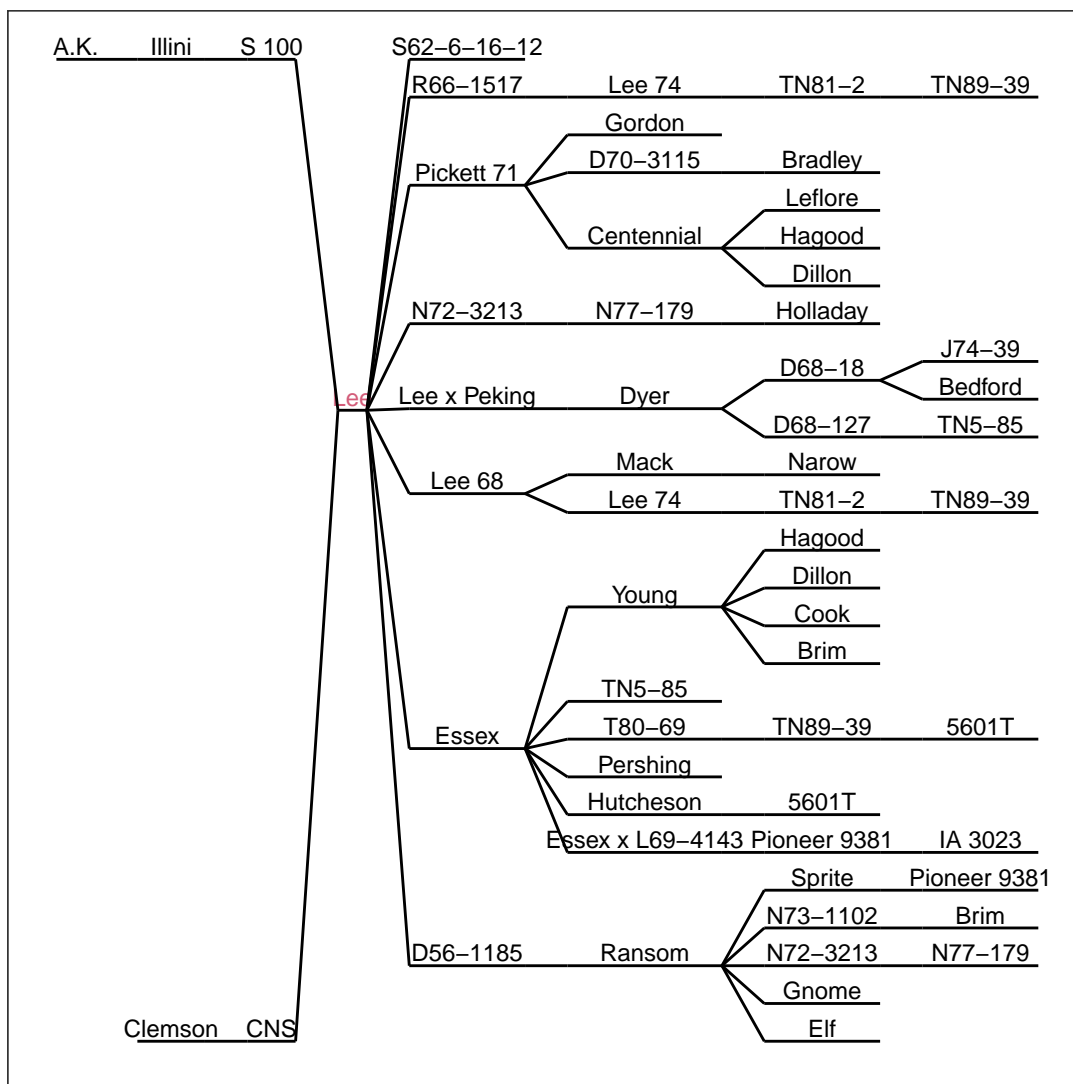 A.K. Illini S 100 S62−6−16−12
R66−1517 Lee 74 TN81−2 TN89−39
Gordon
D70−3115 Bradley
Pickett 71
Leflore
Centennial Hagood
Dillon
N72−3213 N77−179 Holladay
J74−39
D68−18
Bedford
Lee Lee x Peking Dyer
D68−127 TN5−85
Mack Narow
Lee 68
Lee 74 TN81−2 TN89−39
Hagood
Dillon
Young
Cook
Brim
TN5−85
T80−69 TN89−39 5601T
Essex
Pershing
Hutcheson 5601T
Essex x L69−4143 Pioneer 9381 IA 3023
Sprite Pioneer 9381
N73−1102 Brim
D56−1185 Ransom N72−3213 N77−179
Gnome
Clemson CNS Elf